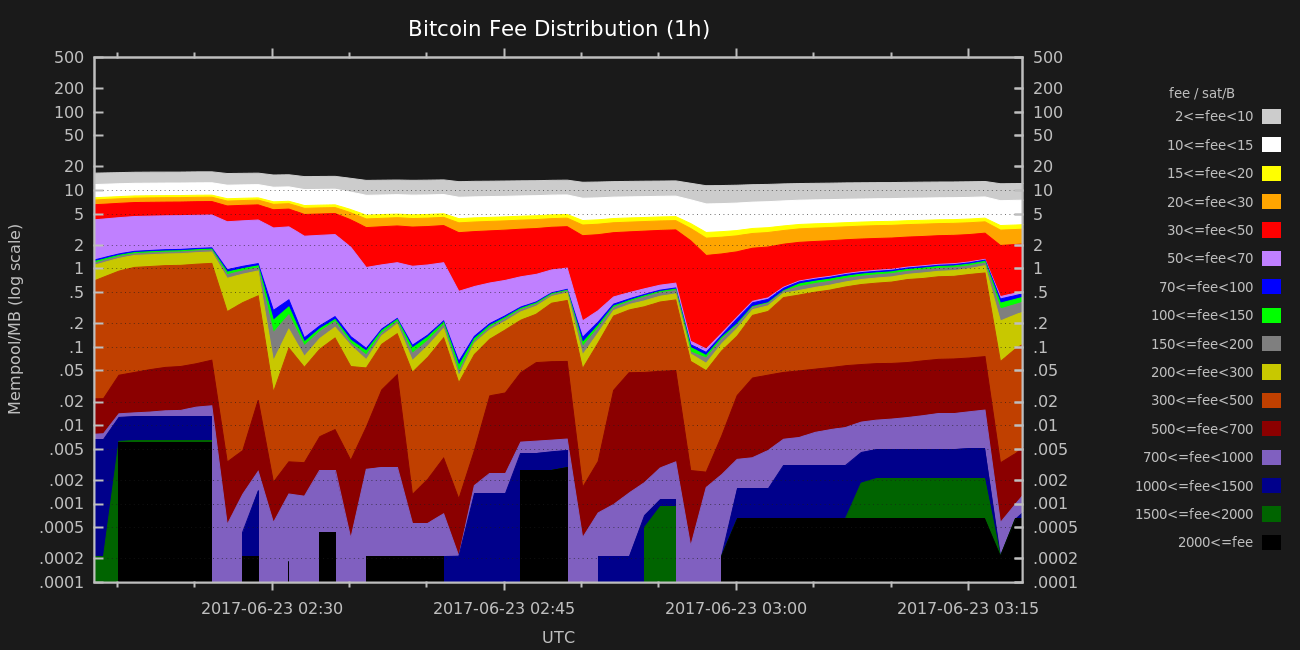 Bitcoin Fee Distribution (1h)
500 500
200 200
100 100
50 50
20 20
10 10
5 5
2 2
1 1
.5 .5
.2 .2
.1 .1
.05 .05
.02 .02
.01 .01
.005 .005
.002 .002
.001 .001
.0005 .0005
.0002 .0002
.0001 .0001
Mempool/MB (log scale)
2017-06-23 02:30 2017-06-23 02:45 2017-06-23 03:00 2017-06-23 03:15
UTC
fee / sat/B
2<=fee<10
10<=fee<15
15<=fee<20
20<=fee<30
30<=fee<50
50<=fee<70
70<=fee<100
100<=fee<150
150<=fee<200
200<=fee<300
300<=fee<500
500<=fee<700
700<=fee<1000
1000<=fee<1500
1500<=fee<2000
2000<=fee